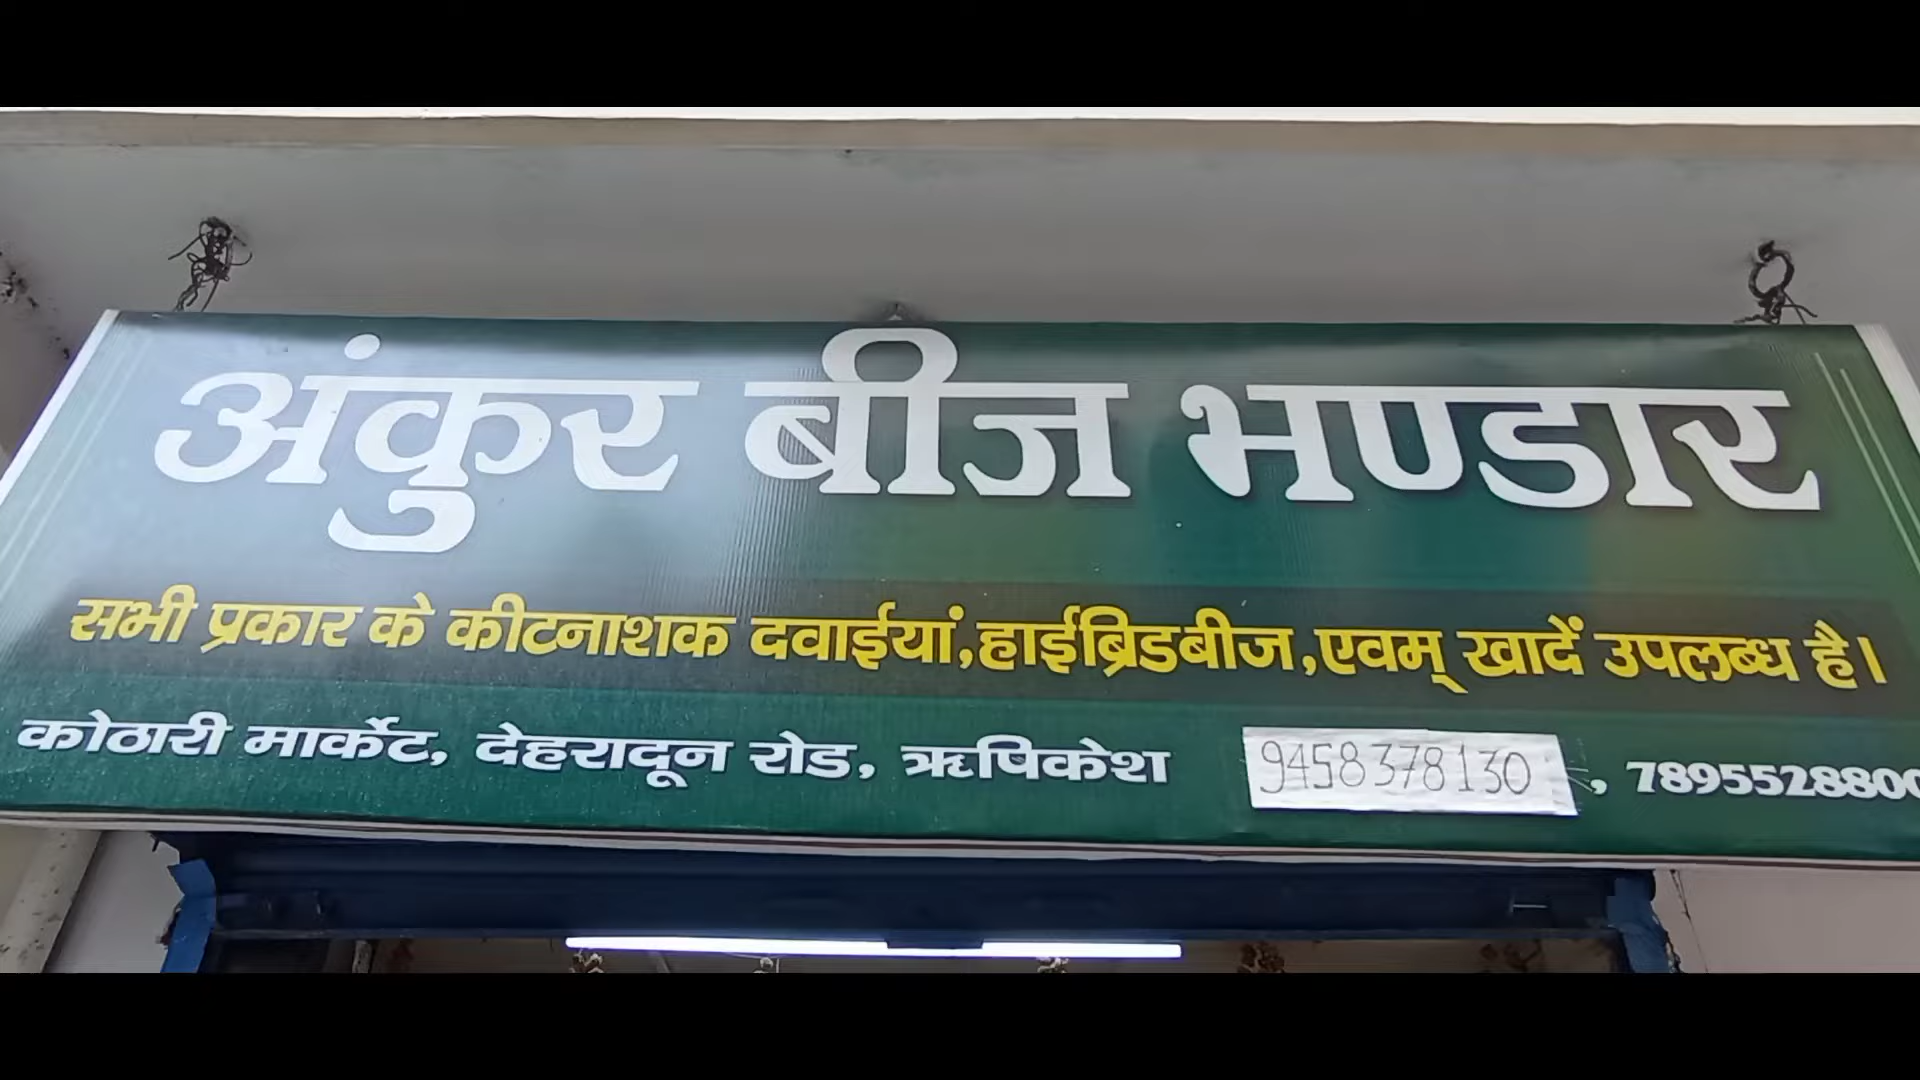 अंकुर बीज भण्डार
सभी प्रकार के कीटनाशक दवाईयां,हाईब्रिडबीज,एवम् खादें उपलब्ध है।
कोठारी मार्केट, देहरादून रोड, ऋषिकेश 9458378130, 7895528800